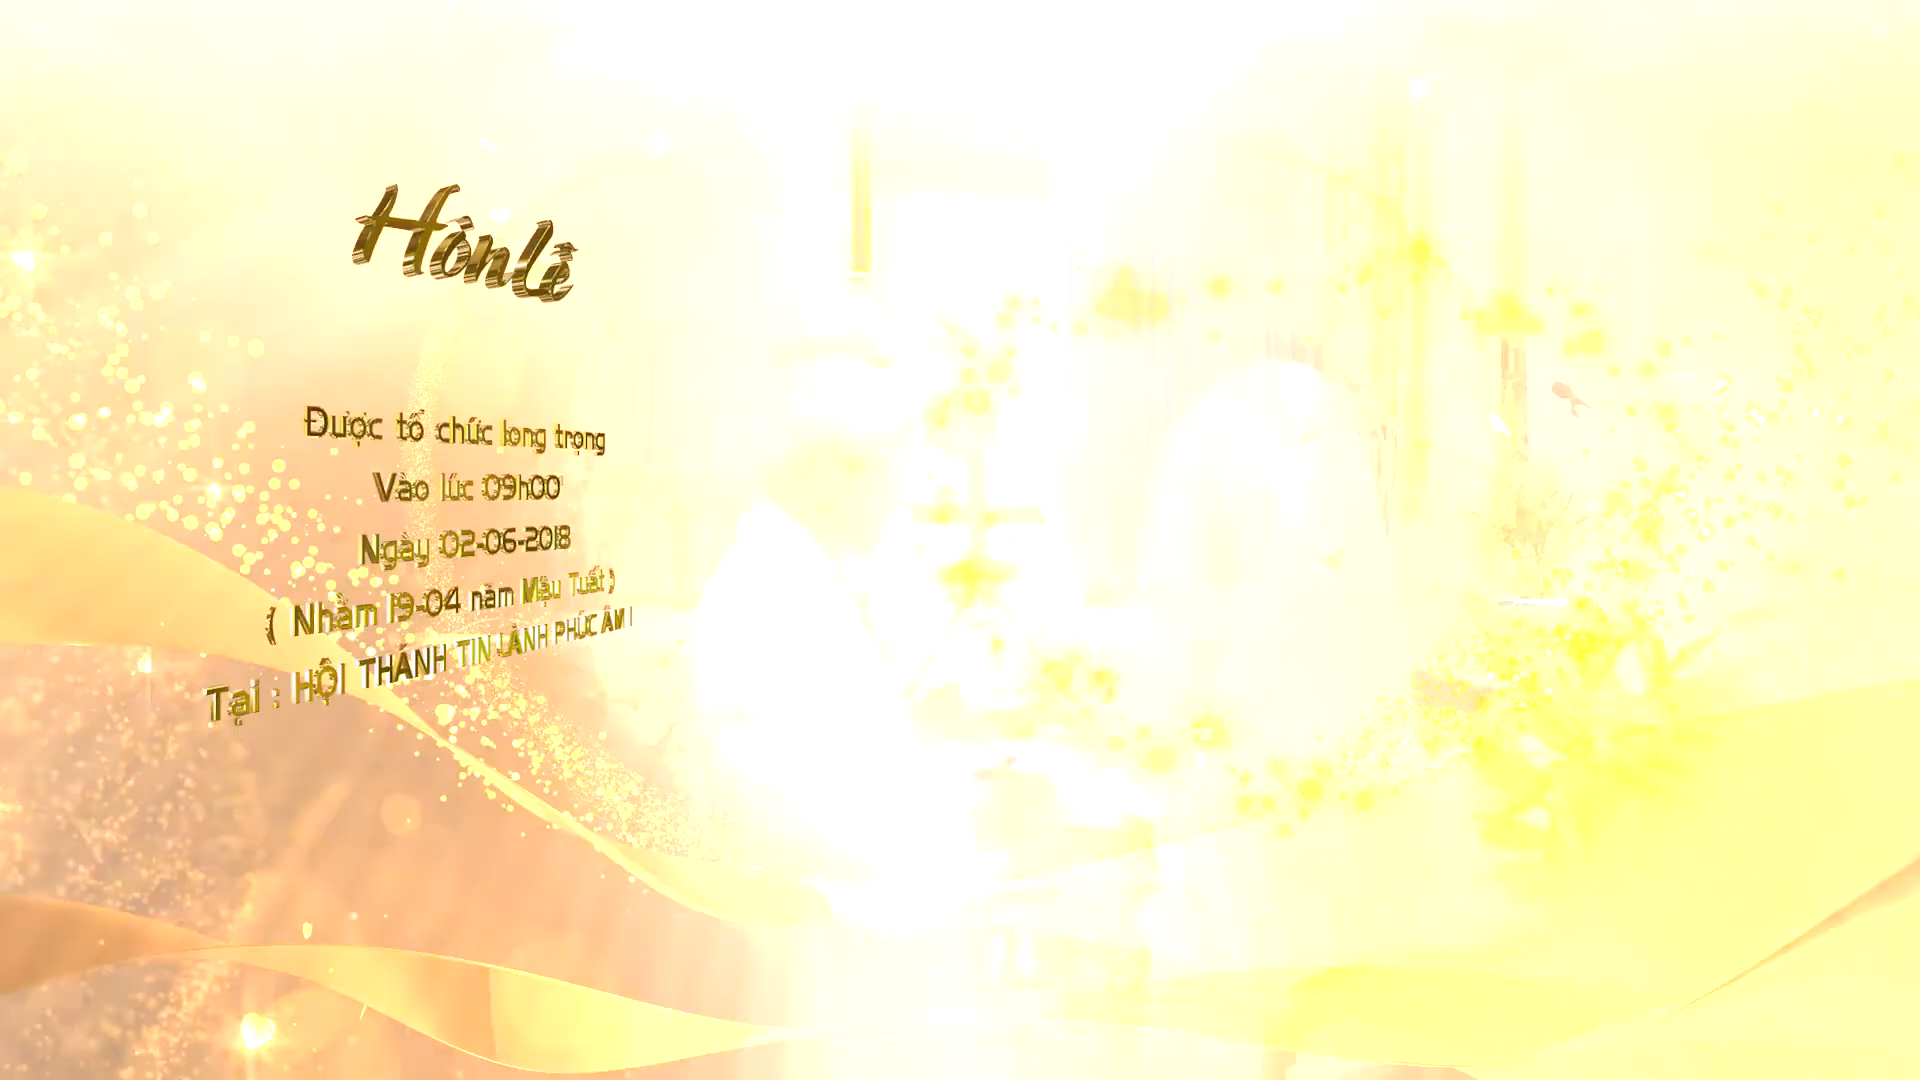 Hôn lễ
Được tổ chức long trọng
Vào lúc 09h00
Ngày 02-06-2018
( Nhằm 19-04 năm Mậu Tuất )
Tại : HỘI THÁNH TIN LÀNH PHÚC ÂM I